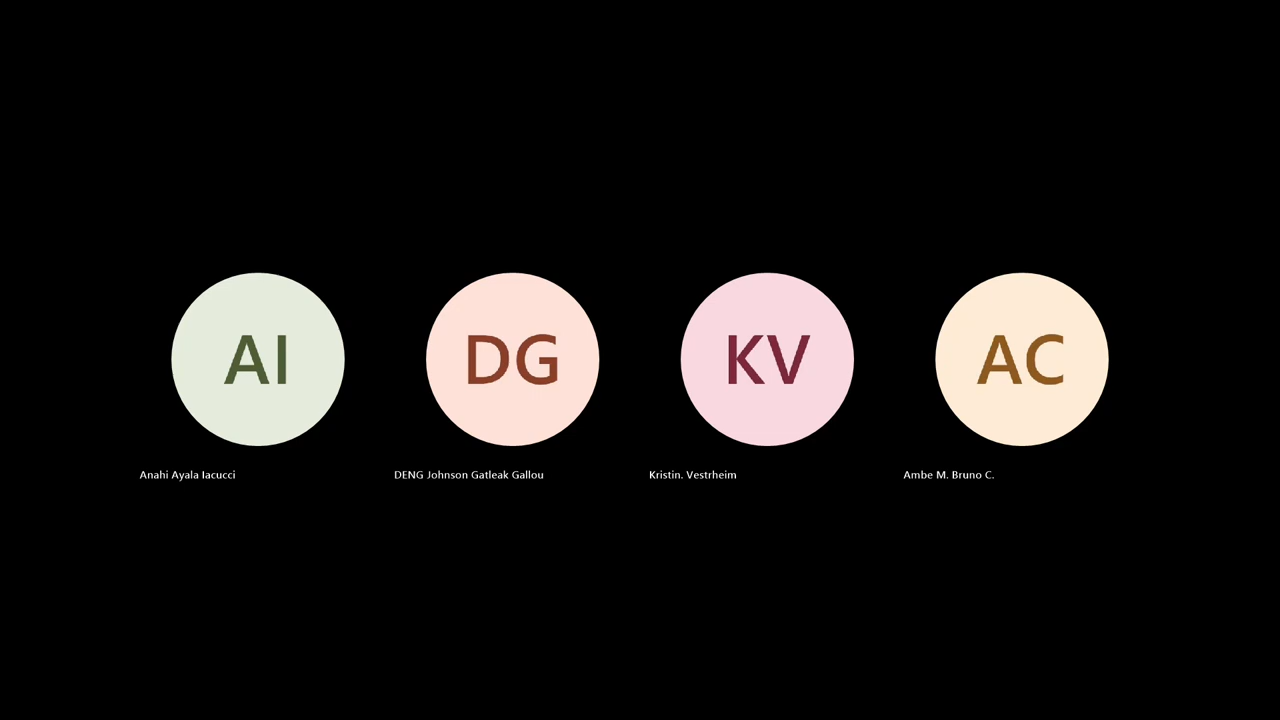 AI
DG
KV
AC
Anahi Ayala Iacucci
DENG Johnson Gatleak Gallou
Kristin. Vestrheim
Ambe M. Bruno C.